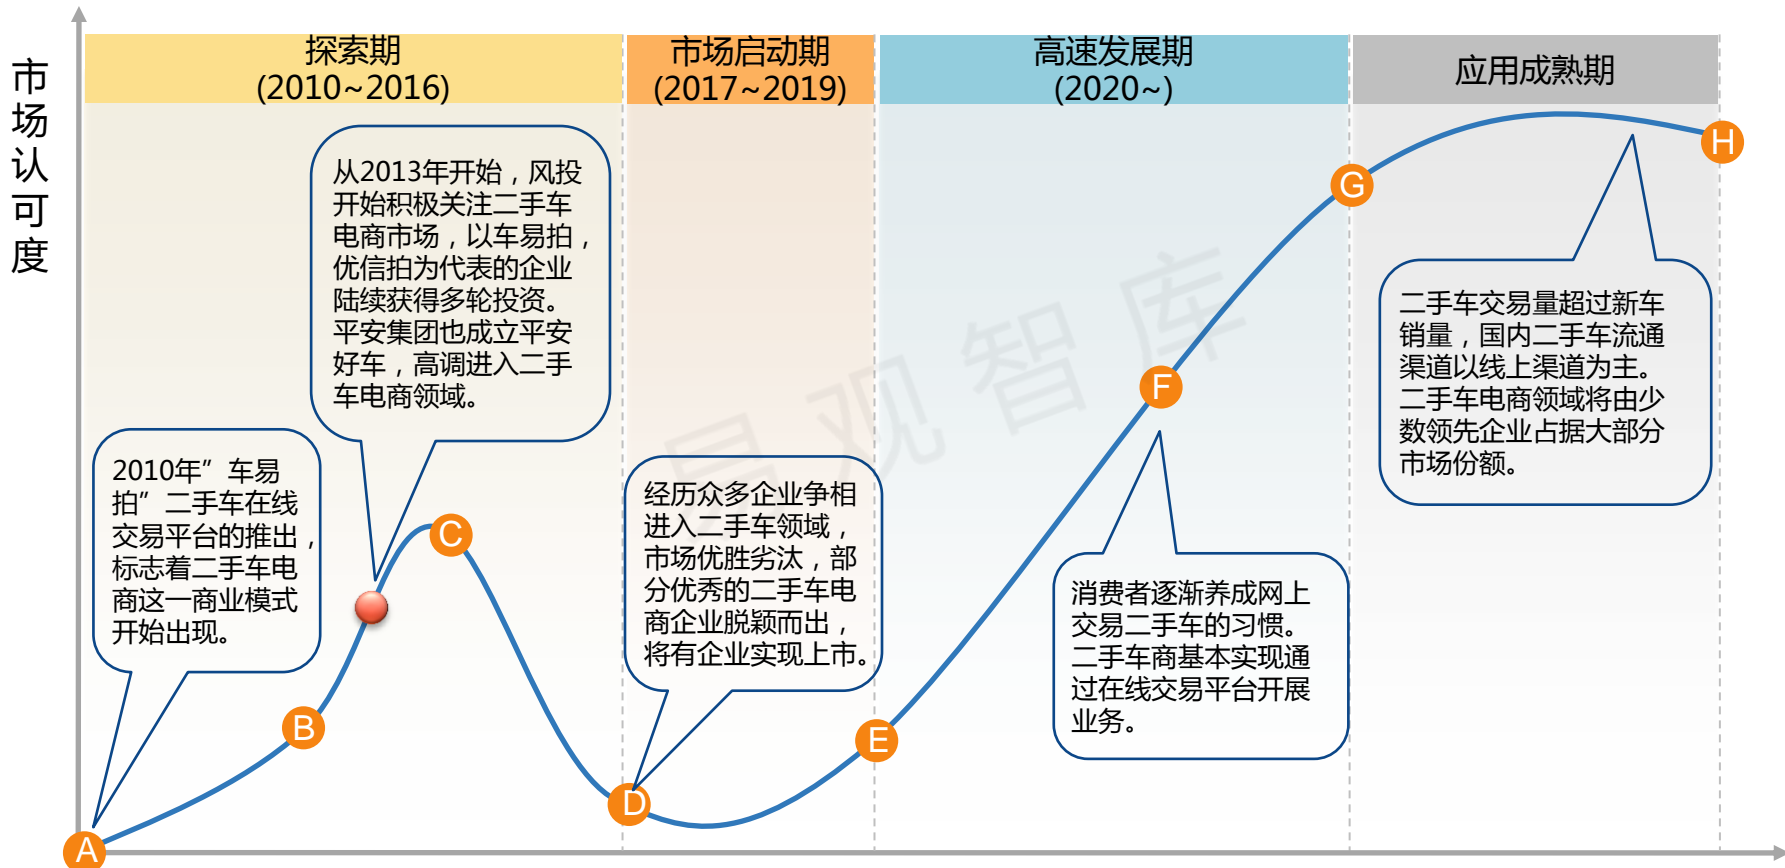 市场认可度
探索期
(2010~2016)
市场启动期
(2017~2019)
高速发展期
(2020~)
应用成熟期
从2013年开始，风投
开始积极关注二手车
电商市场，以车易拍，
优信拍为代表的企业
陆续获得多轮投资。
平安集团也成立平安
好车，高调进入二手
车电商领域。
2010年”车易
拍”二手车在线
交易平台的推出，
标志着二手车电
商这一商业模式
开始出现。
经历众多企业争相
进入二手车领域，
市场优胜劣汰，部
分优秀的二手车电
商企业脱颖而出，
将有企业实现上市。
消费者逐渐养成网上
交易二手车的习惯。
二手车商基本实现通
过在线交易平台开展
业务。
二手车交易量超过新车
销量，国内二手车流通
渠道以线上渠道为主。
二手车电商领域将由少
数领先企业占据大部分
市场份额。
A
B
C
D
E
F
G
H
易观智库